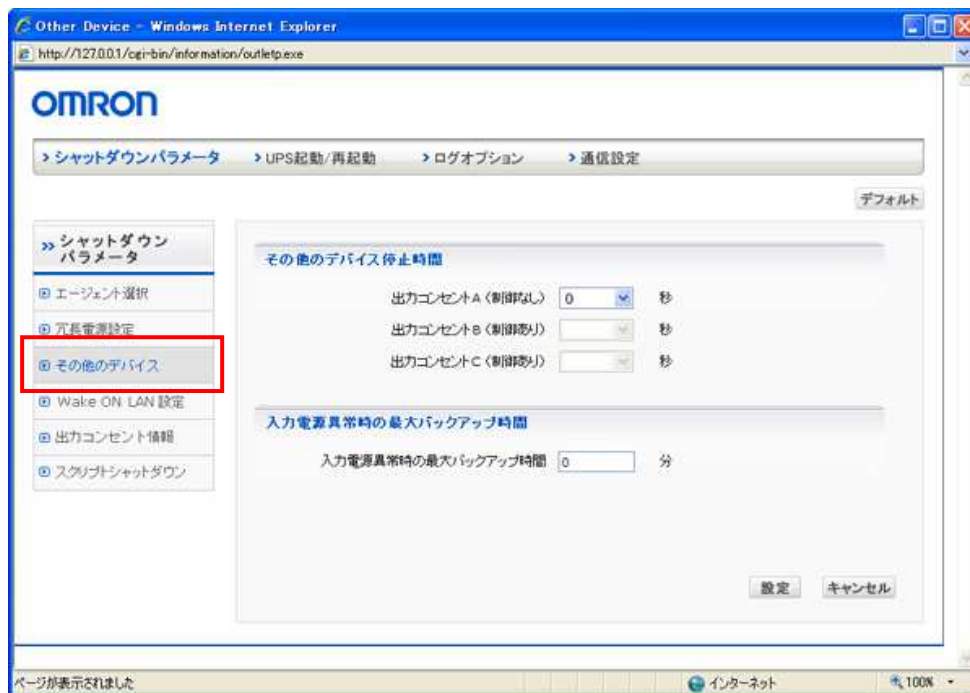 Other Device - Windows Internet Explorer
http://127.0.0.1/cgi-bin/information/outletp.exe
OMRON
シャットダウンパラメータ UPS起動/再起動 ログオプション 通信設定
デフォルト
シャットダウン
パラメータ
エージェント選択
冗長電源設定
その他のデバイス
Wake ON LAN 設定
出力コンセント情報
スクリプトシャットダウン
その他のデバイス停止時間
出力コンセントA（制御なし） 0 秒
出力コンセントB（制御あり） 秒
出力コンセントC（制御あり） 秒
入力電源異常時の最大バックアップ時間
入力電源異常時の最大バックアップ時間 0 分
設定 キャンセル
ページが表示されました インターネット 100%